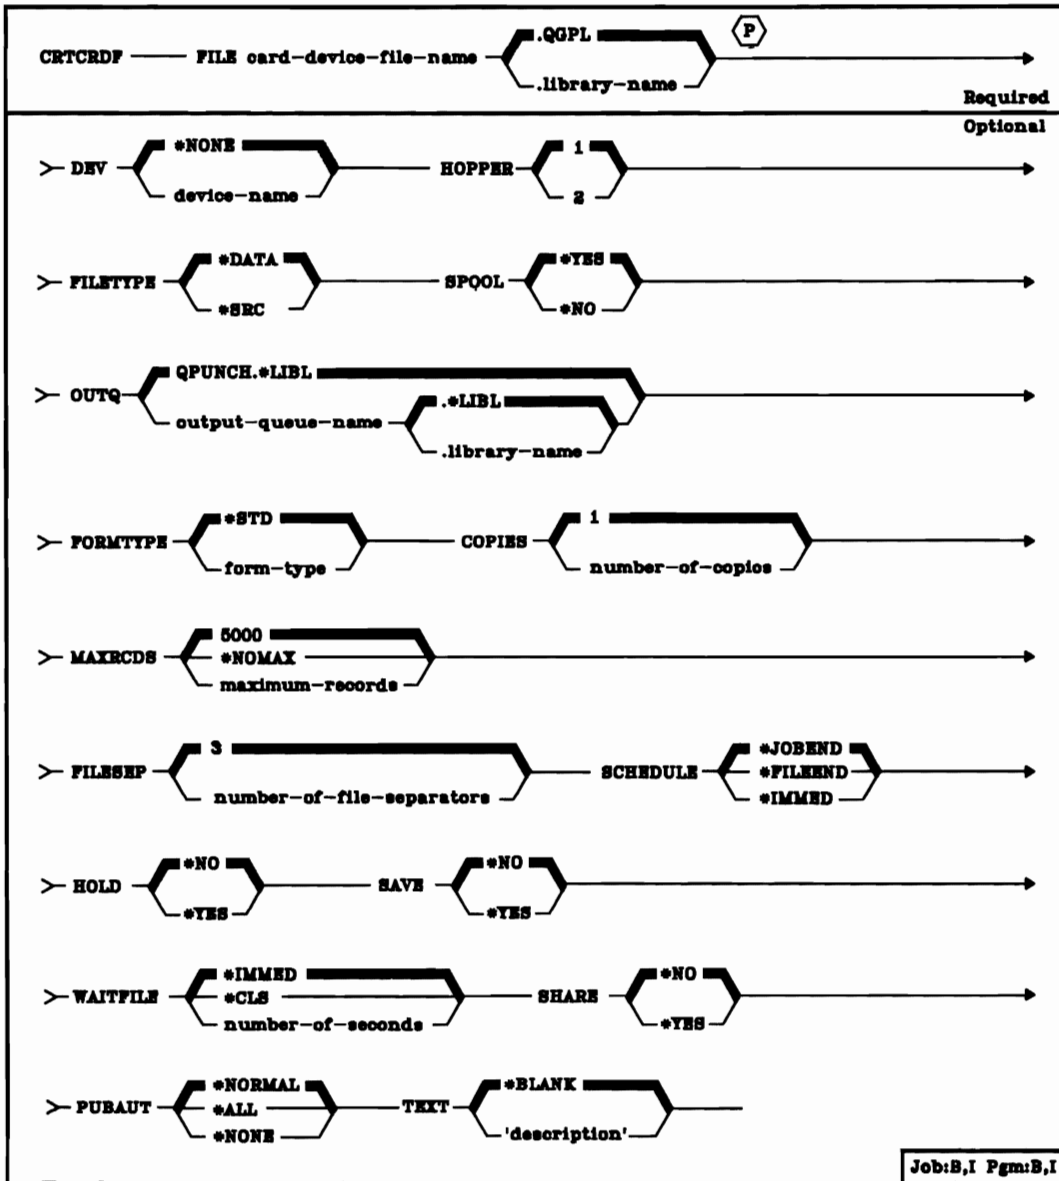 CRTCRDF FILE card-device-file-name .QGPL P
.library-name
Required
Optional
DEV *NONE HOPPER 1
device-name 2
FILETYPE *DATA SPOOL *YES
*SRC *NO
OUTQ QPUNCH.*LIBL
output-queue-name .*LIBL
.library-name
FORMTYPE *STD COPIES 1
form-type number-of-copies
MAXRCDS 5000
*NOMAX
maximum-records
FILESEP 3 SCHEDULE *JOBEND
number-of-file-separators *FILEEND
*IMMED
HOLD *NO SAVE *NO
*YES *YES
WAITFILE *IMMED SHARE *NO
*CLS
number-of-seconds *YES
PUBAUT *NORMAL TEXT *BLANK
*ALL
*NONE 'description'
Job:B,I Pgm:B,I